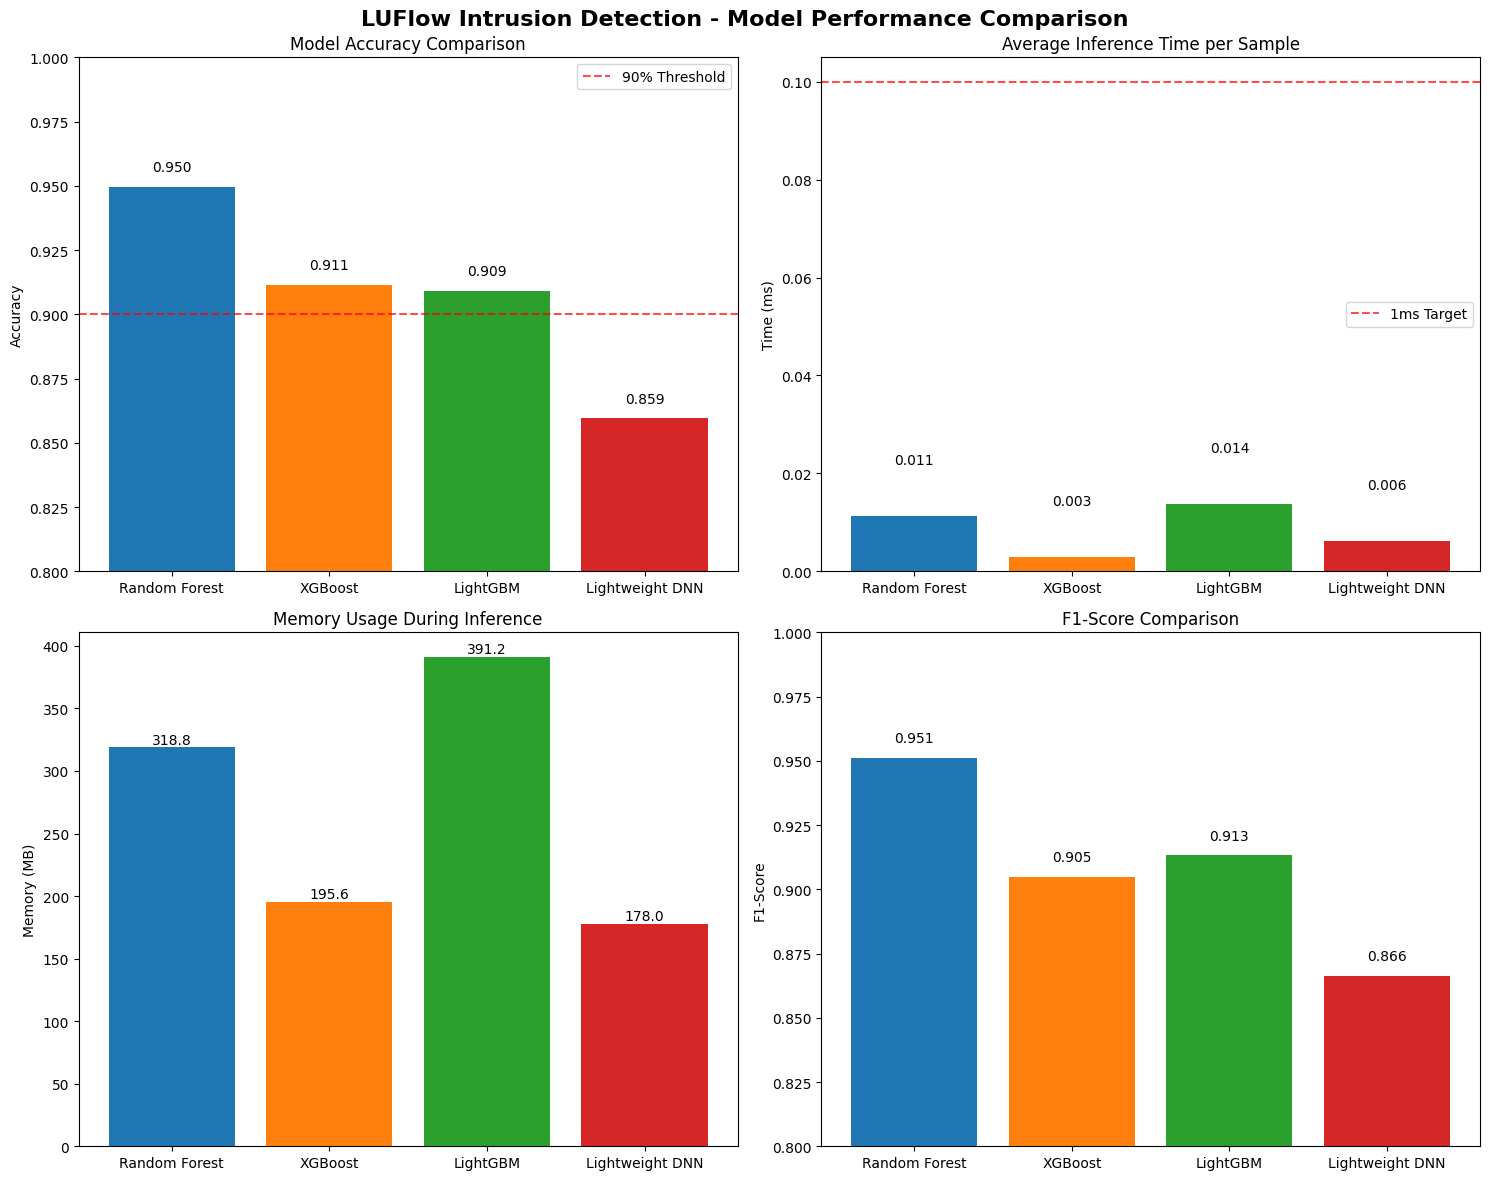 LUFlow Intrusion Detection - Model Performance Comparison
Model Accuracy Comparison
1.000
0.975
0.950
0.925
0.900
0.875
0.850
0.825
0.800
Accuracy
90% Threshold
0.950
0.911
0.909
0.859
Random Forest
XGBoost
LightGBM
Lightweight DNN
Average Inference Time per Sample
0.10
0.08
0.06
0.04
0.02
0.00
Time (ms)
1ms Target
0.011
0.003
0.014
0.006
Random Forest
XGBoost
LightGBM
Lightweight DNN
Memory Usage During Inference
400
350
300
250
200
150
100
50
0
Memory (MB)
318.8
195.6
391.2
178.0
Random Forest
XGBoost
LightGBM
Lightweight DNN
F1-Score Comparison
1.000
0.975
0.950
0.925
0.900
0.875
0.850
0.825
0.800
F1-Score
0.951
0.905
0.913
0.866
Random Forest
XGBoost
LightGBM
Lightweight DNN